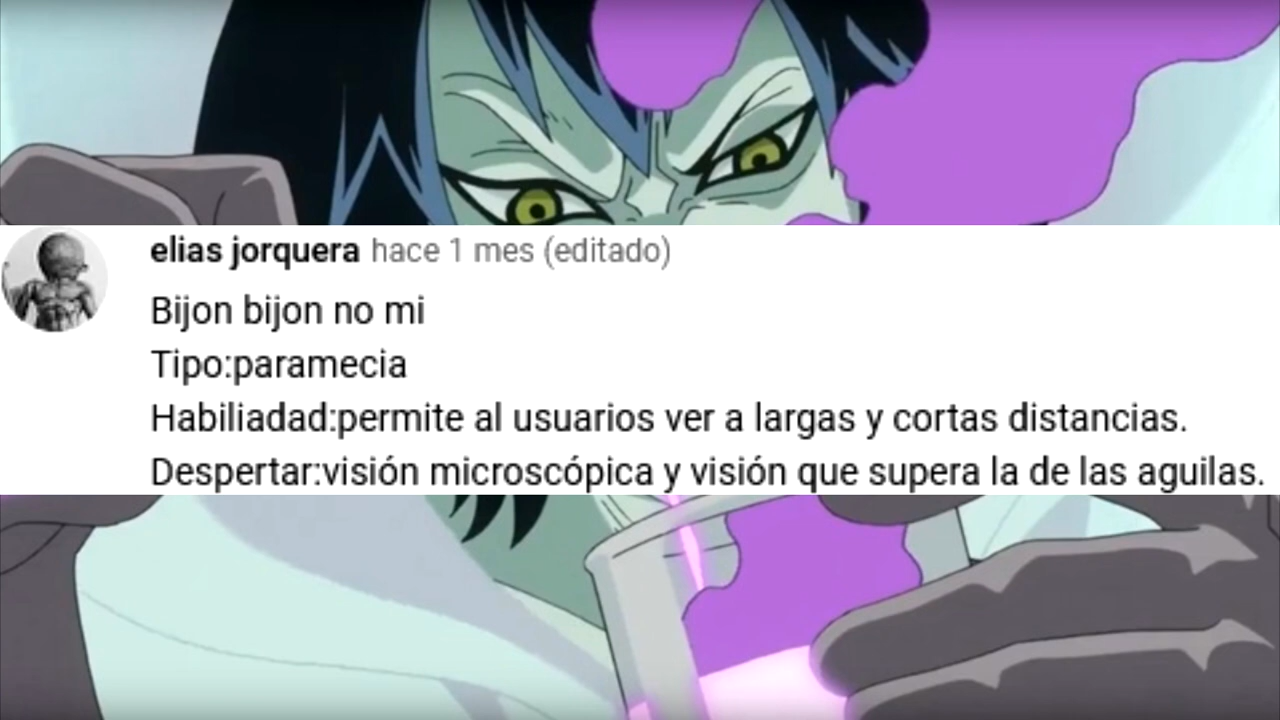 elias jorquera hace 1 mes (editado)
Bijon bijon no mi
Tipo:paramecia
Habiliadad:permite al usuarios ver a largas y cortas distancias.
Despertar:visión microscópica y visión que supera la de las aguilas.